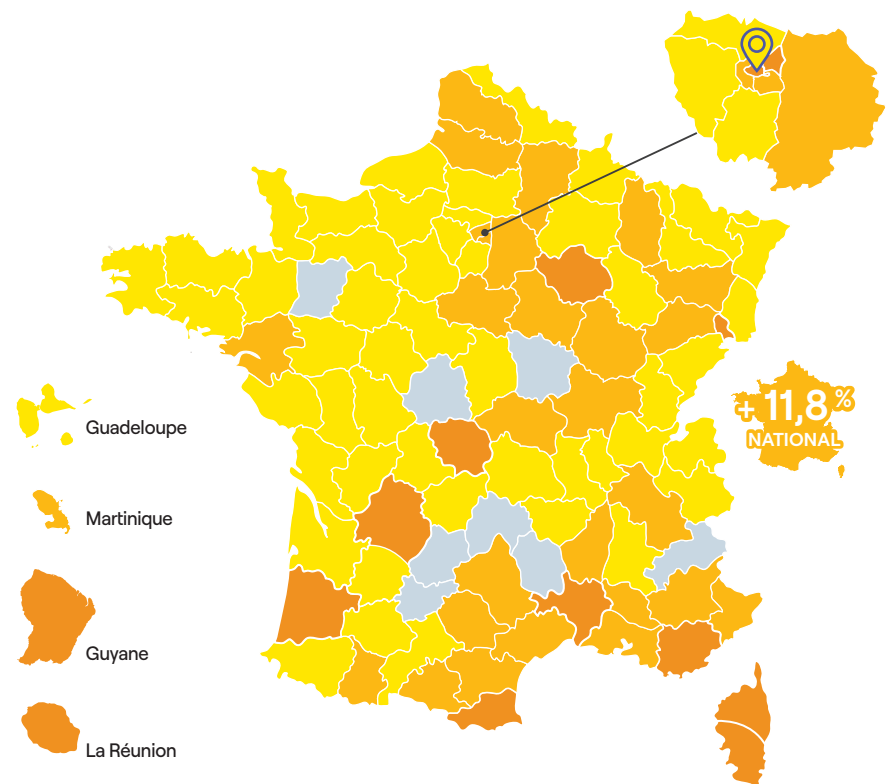 + 11,8 %
NATIONAL
Guadeloupe
Martinique
Guyane
La Réunion